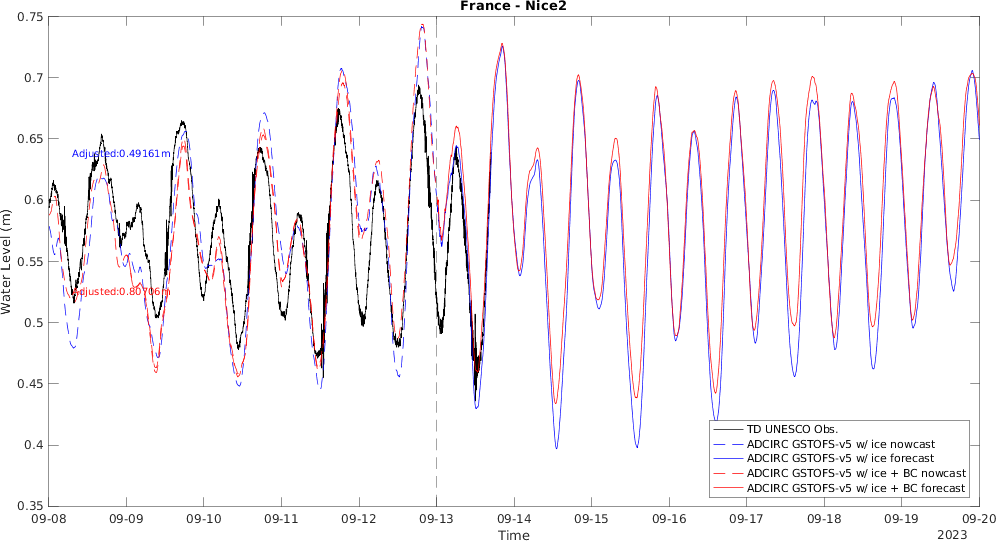 France - Nice2
Water Level (m)
0.75
0.7
0.65
0.6
0.55
0.5
0.45
0.4
0.35
Adjusted:0.49161m
Adjusted:0.80706m
TD UNESCO Obs.
ADCIRC GSTOFS-v5 w/ ice nowcast
ADCIRC GSTOFS-v5 w/ ice forecast
ADCIRC GSTOFS-v5 w/ ice + BC nowcast
ADCIRC GSTOFS-v5 w/ ice + BC forecast
09-08 09-09 09-10 09-11 09-12 09-13 09-14 09-15 09-16 09-17 09-18 09-19 09-20
Time
2023